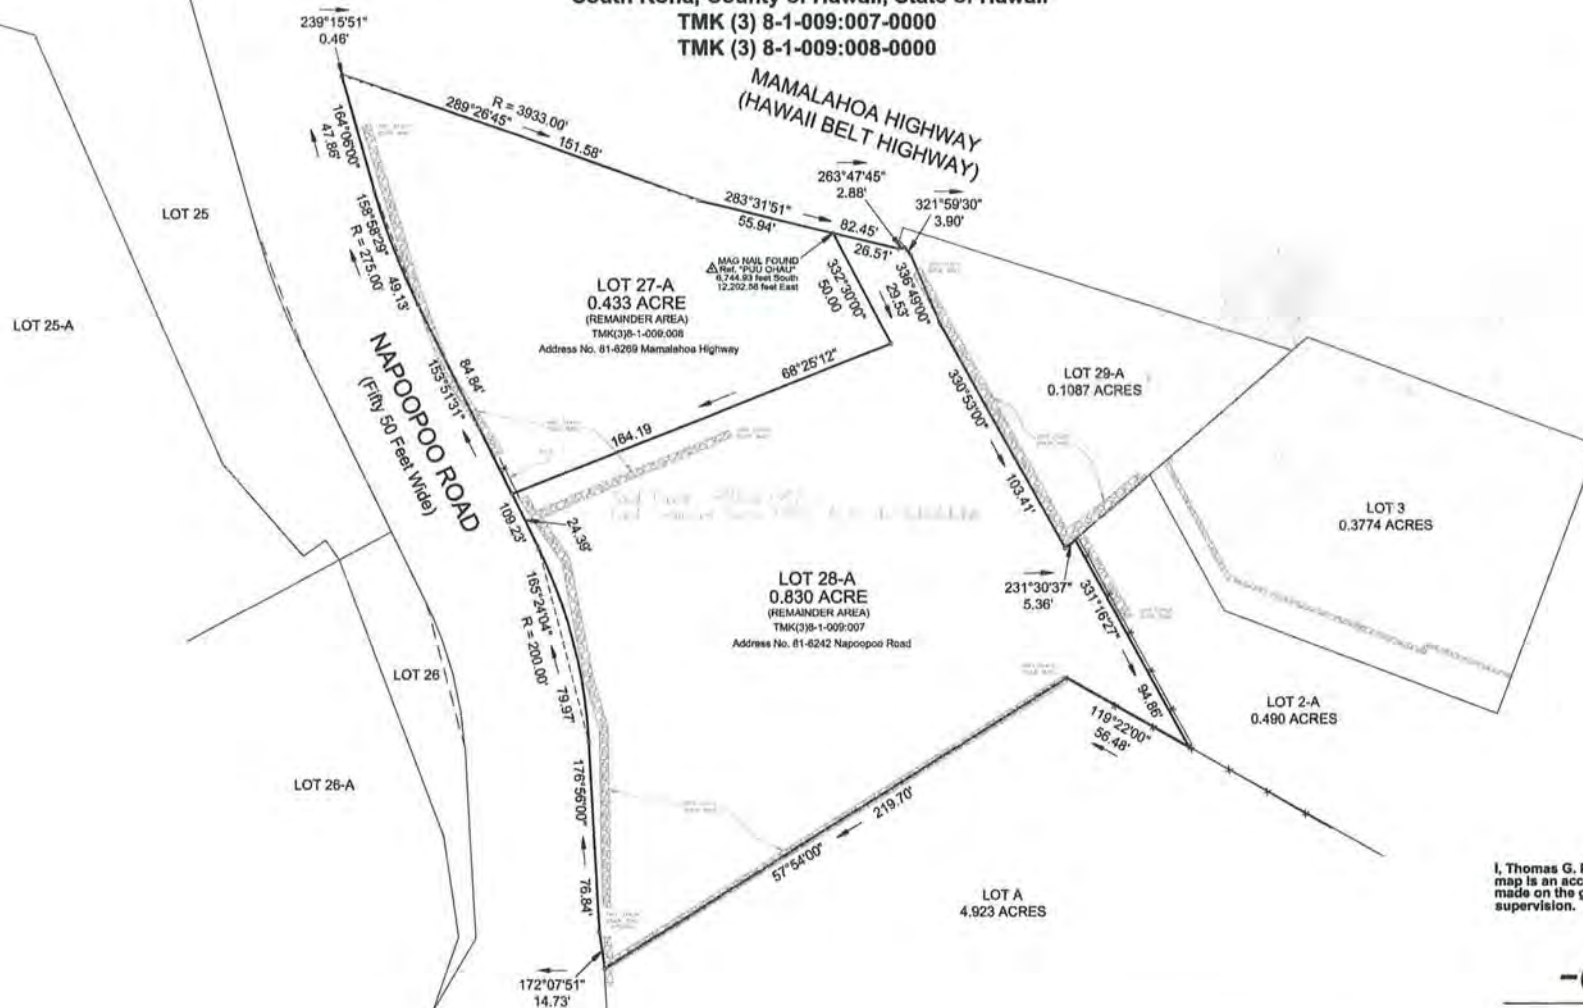 TMK (3) 8-1-009:007-0000
TMK (3) 8-1-009:008-0000
239°15'51"
0.46'
MAMALAHOA HIGHWAY
(HAWAII BELT HIGHWAY)
R = 3933.00'
289°26'45"
151.58'
164°06'00"
47.86'
263°47'45"
2.88'
321°59'30"
3.90'
283°31'51"
55.94'
82.45'
26.51'
LOT 25
158°58'29"
R = 275.00'
49.13'
MAG NAIL FOUND
Ref. "PUU OHAU"
6,744.93 feet South
12,202.56 feet East
332°30'00"
50.00
336°49'00"
29.53'
LOT 27-A
0.433 ACRE
(REMAINDER AREA)
TMK(3)8-1-009:008
Address No. 81-6269 Mamalahoa Highway
LOT 25-A
NAPOOPOO ROAD
(Fifty 50 Feet Wide)
84.84'
153°51'31"
68°25'12"
164.19
330°53'00"
103.41'
LOT 29-A
0.1087 ACRES
LOT 3
0.3774 ACRES
109.23'
24.39'
165°24'04"
R = 200.00'
79.97'
LOT 28-A
0.830 ACRE
(REMAINDER AREA)
TMK(3)8-1-009:007
Address No. 81-6242 Napoopoo Road
231°30'37"
5.36'
331°16'27"
94.86'
LOT 26
119°22'00"
56.48'
LOT 2-A
0.490 ACRES
LOT 26-A
176°56'00"
76.84'
219.70'
57°54'00"
LOT A
4.923 ACRES
172°07'51"
14.73'
I, Thomas G.
map is an
made on the
supervision.